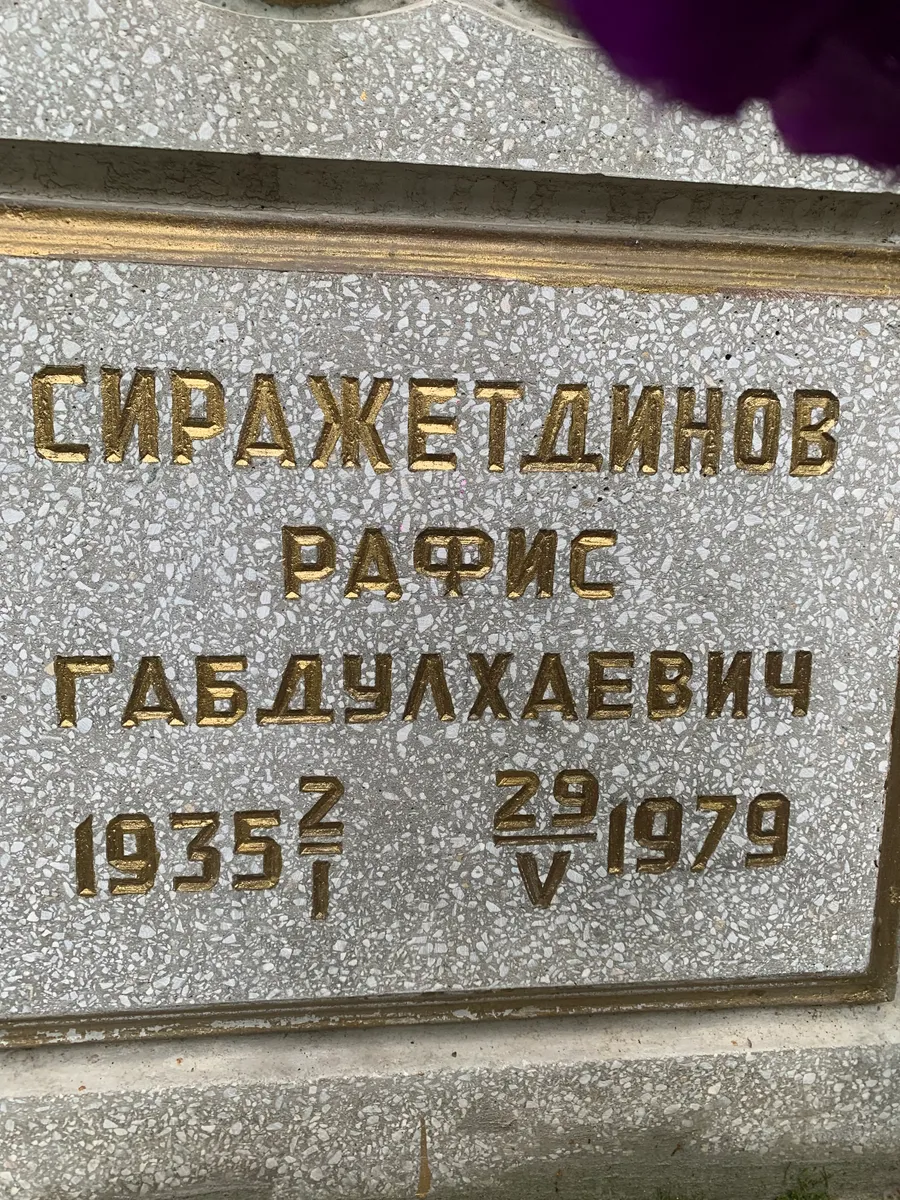 СИРАЖЕТДИНОВ
РАФИС
ГАБДУЛХАЕВИЧ
1935 2/I 29/V 1979